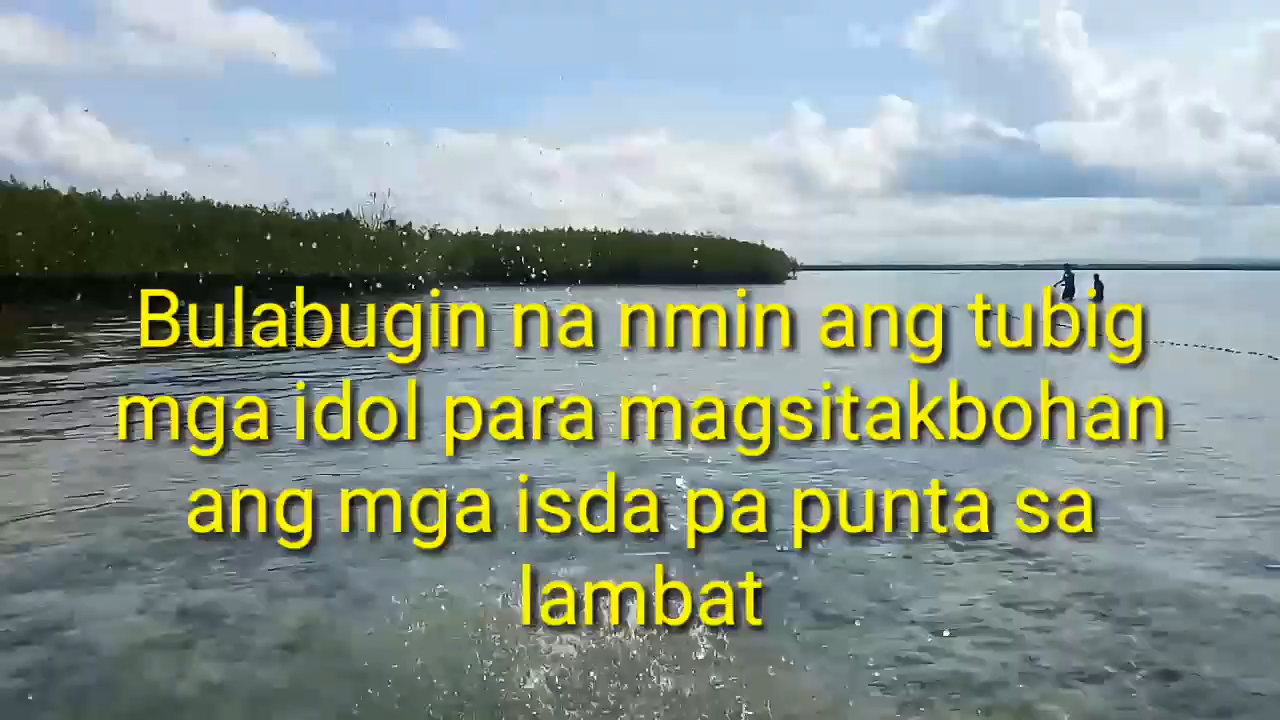 Bulabugin na nmin ang tubig
mga idol para magsitakbohan
ang mga isda pa punta sa
lambat